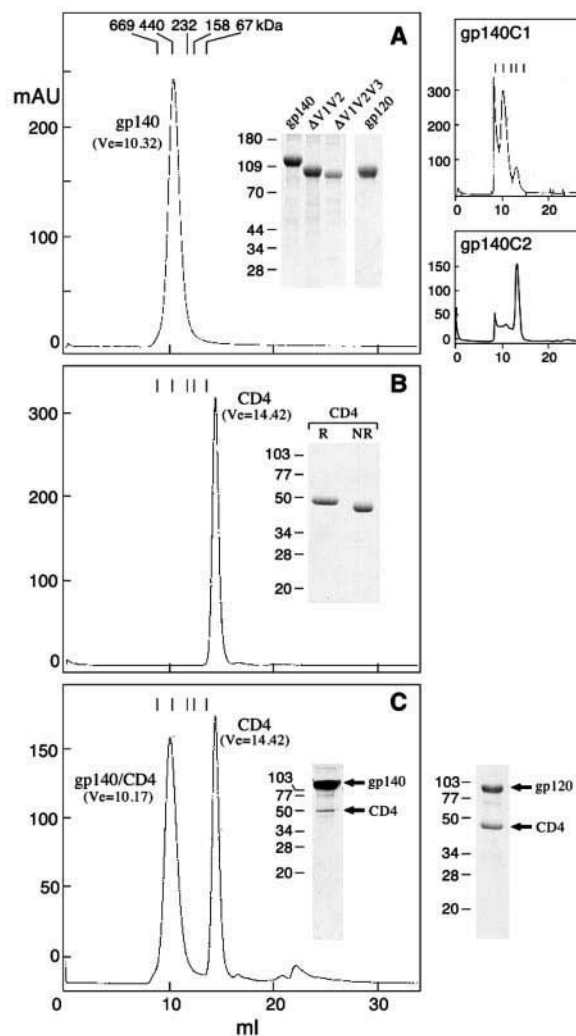 669 440 232 158 67 kDa
A
mAU
gp140
(Ve=10.32)
200
100
0
gp140 ΔV1V2 ΔV1V2V3 gp120
180
109
70
44
34
28
gp140C1
300
200
100
0 10 20
gp140C2
150
100
50
0
0 10 20
B
CD4
(Ve=14.42)
300
200
100
0
CD4
R NR
103
77
50
34
28
20
C
CD4
(Ve=14.42)
gp140/CD4
(Ve=10.17)
150
100
50
0
103
77
50
34
28
20
gp140
CD4
103
77
50
34
28
20
gp120
CD4
0 10 20 30
ml